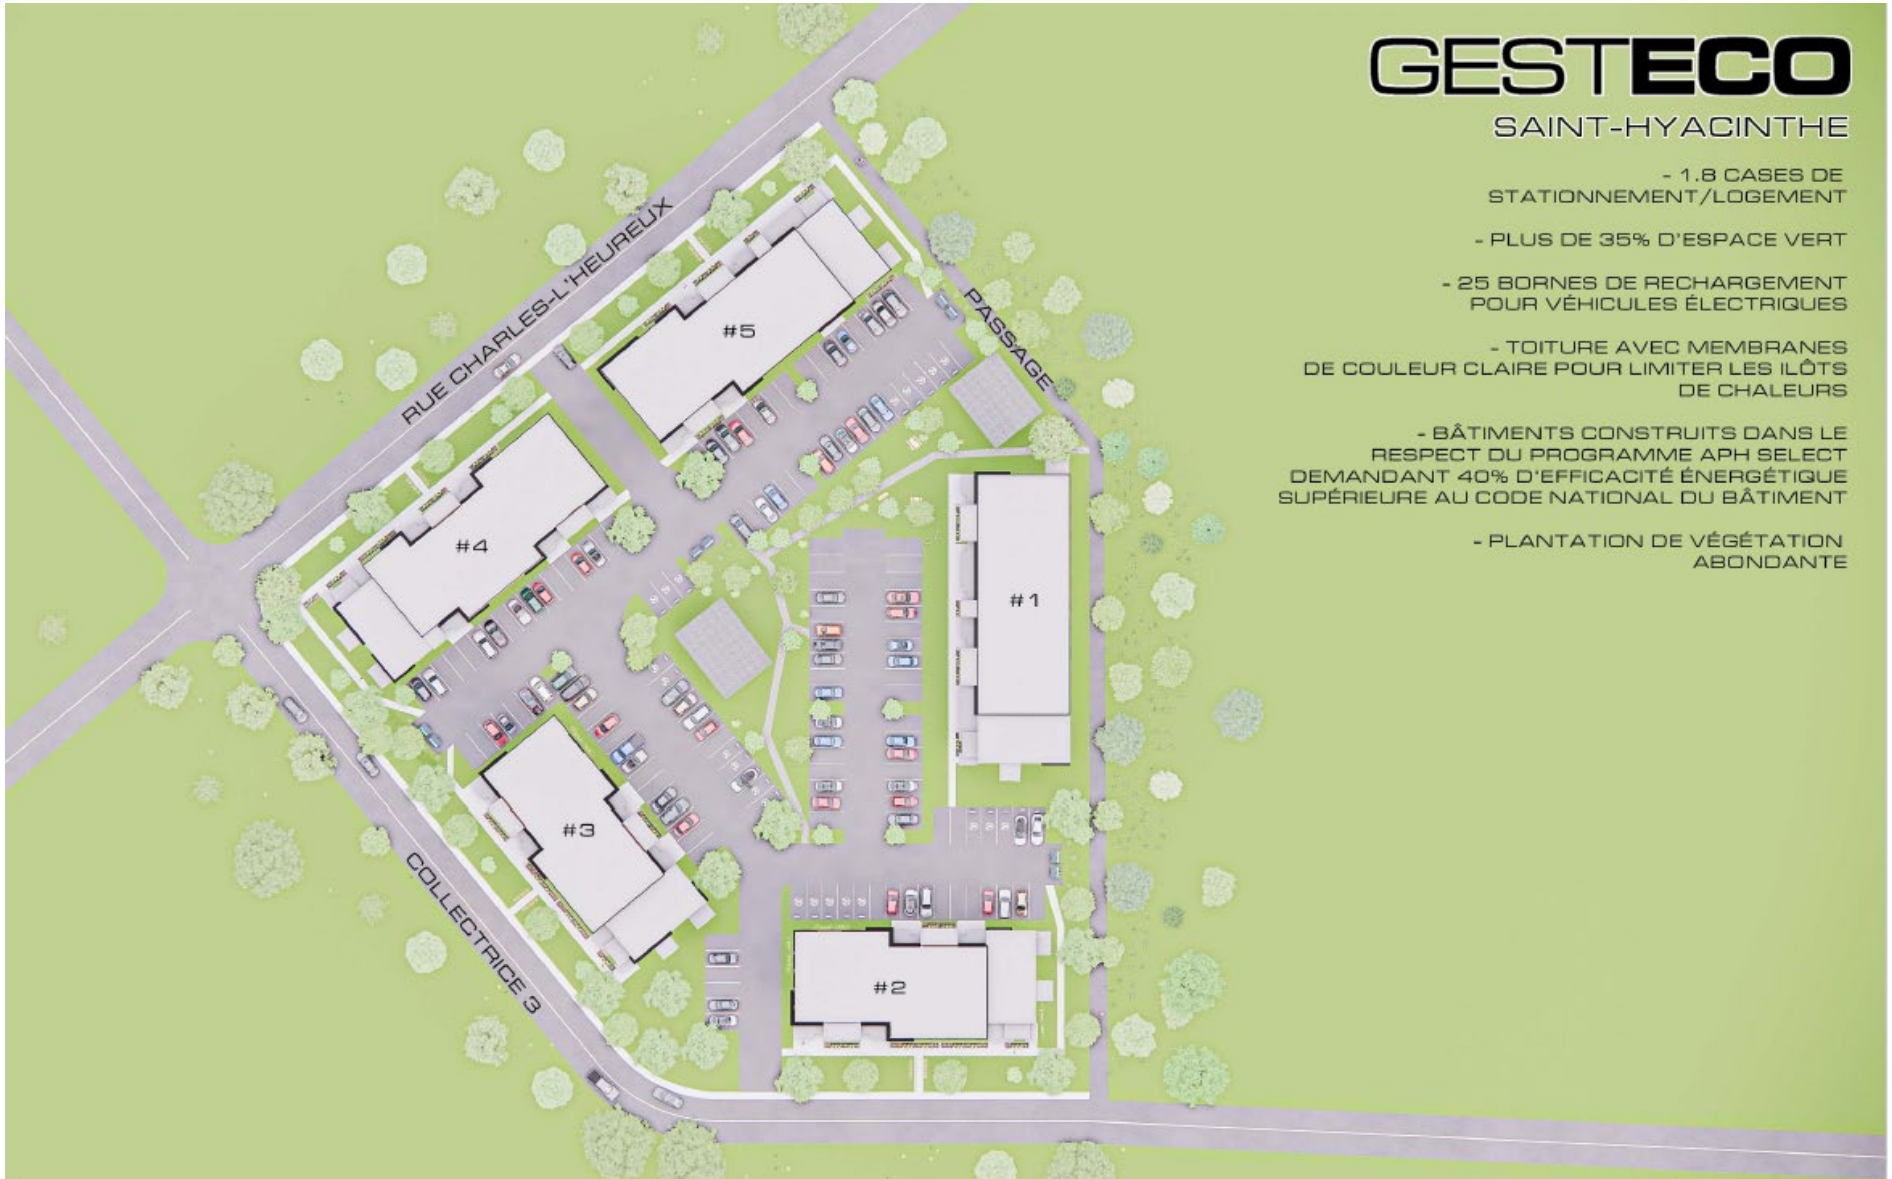 GESTECO
SAINT-HYACINTHE
- 1.8 CASES DE
STATIONNEMENT/LOGEMENT
- PLUS DE 35% D'ESPACE VERT
- 25 BORNES DE RECHARGEMENT
POUR VÉHICULES ÉLECTRIQUES
- TOITURE AVEC MEMBRANES
DE COULEUR CLAIRE POUR LIMITER LES ILÔTS
DE CHALEURS
- BÂTIMENTS CONSTRUITS DANS LE
RESPECT DU PROGRAMME APH SELECT
DEMANDANT 40% D'EFFICACITÉ ÉNERGÉTIQUE
SUPÉRIEURE AU CODE NATIONAL DU BÂTIMENT
- PLANTATION DE VÉGÉTATION
ABONDANTE
RUE CHARLES-L'HEUREUX
PASSAGE
#5
#4
#1
#3
#2
COLLECTRICE 3